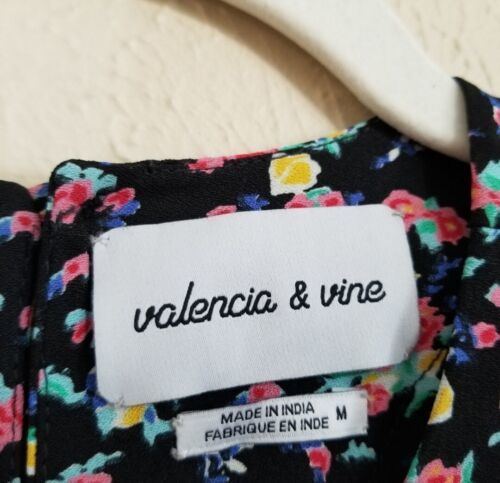 valencia & vine
MADE IN INDIA M
FABRIQUE EN INDE